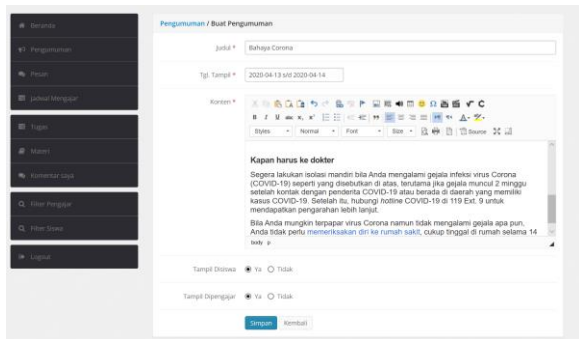 Beranda
Pengumuman
Pesan
Jadwal Mengajar
Tugas
Materi
Komentar saya
Filter Pengajar
Filter Siswa
Logout
Pengumuman / Buat Pengumuman
Judul * Bahaya Corona
Tgl. Tampil * 2020-04-13 s/d 2020-04-14
Konten *
B I U abc x, x²
Styles Normal Font Size Source
Kapan harus ke dokter
Segera lakukan isolasi mandiri bila Anda mengalami gejala infeksi virus Corona
(COVID-19) seperti yang disebutkan di atas, terutama jika gejala muncul 2 minggu
setelah kontak dengan penderita COVID-19 atau berada di daerah yang memiliki
kasus COVID-19. Setelah itu, hubungi hotline COVID-19 di 119 Ext. 9 untuk
mendapatkan pengarahan lebih lanjut.
Bila Anda mungkin terpapar virus Corona namun tidak mengalami gejala apa pun,
Anda tidak perlu memeriksakan diri ke rumah sakit, cukup tinggal di rumah selama 14
body p
Tampil Disiswa Ya Tidak
Tampil Dipengajar Ya Tidak
Simpan Kembali